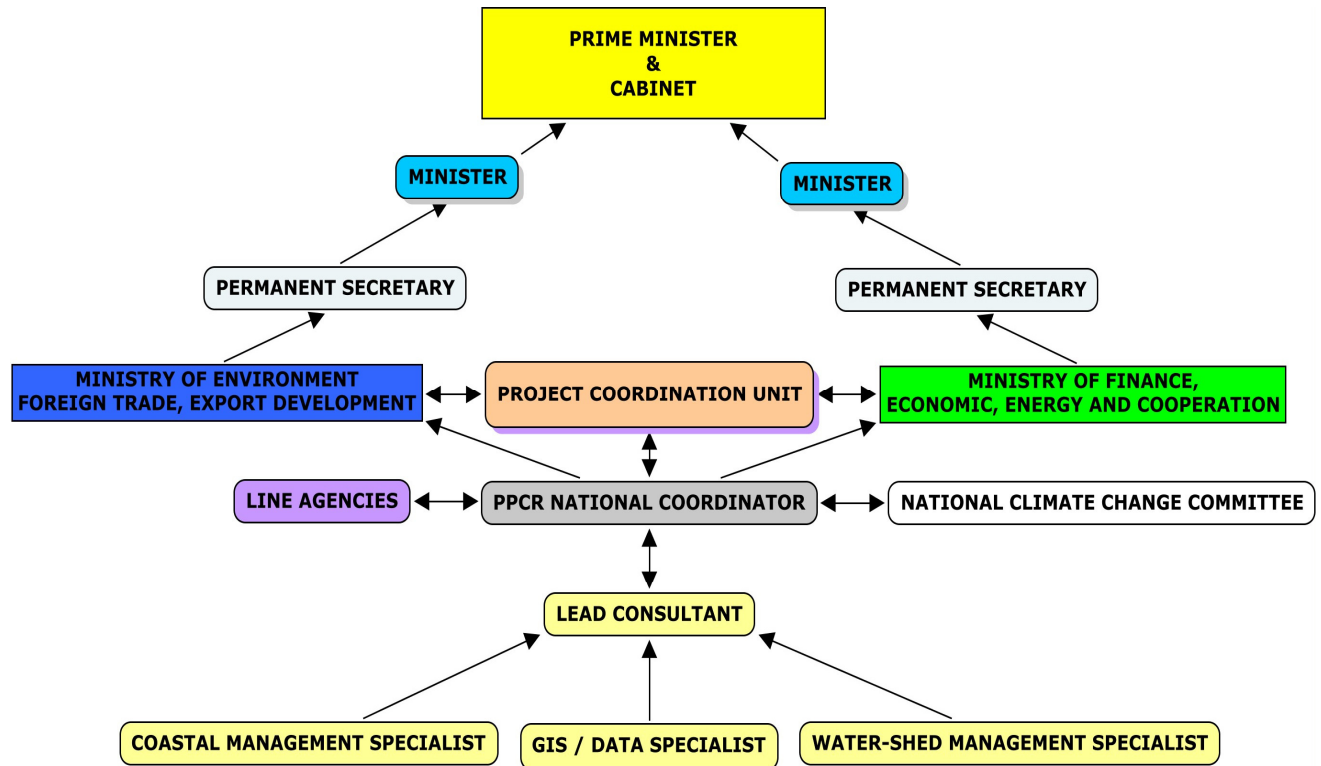 PRIME MINISTER
&
CABINET
MINISTER
MINISTER
PERMANENT SECRETARY
PERMANENT SECRETARY
MINISTRY OF ENVIRONMENT
FOREIGN TRADE, EXPORT DEVELOPMENT
PROJECT COORDINATION UNIT
MINISTRY OF FINANCE,
ECONOMIC, ENERGY AND COOPERATION
LINE AGENCIES
PPCR NATIONAL COORDINATOR
NATIONAL CLIMATE CHANGE COMMITTEE
LEAD CONSULTANT
COASTAL MANAGEMENT SPECIALIST
GIS / DATA SPECIALIST
WATER-SHED MANAGEMENT SPECIALIST